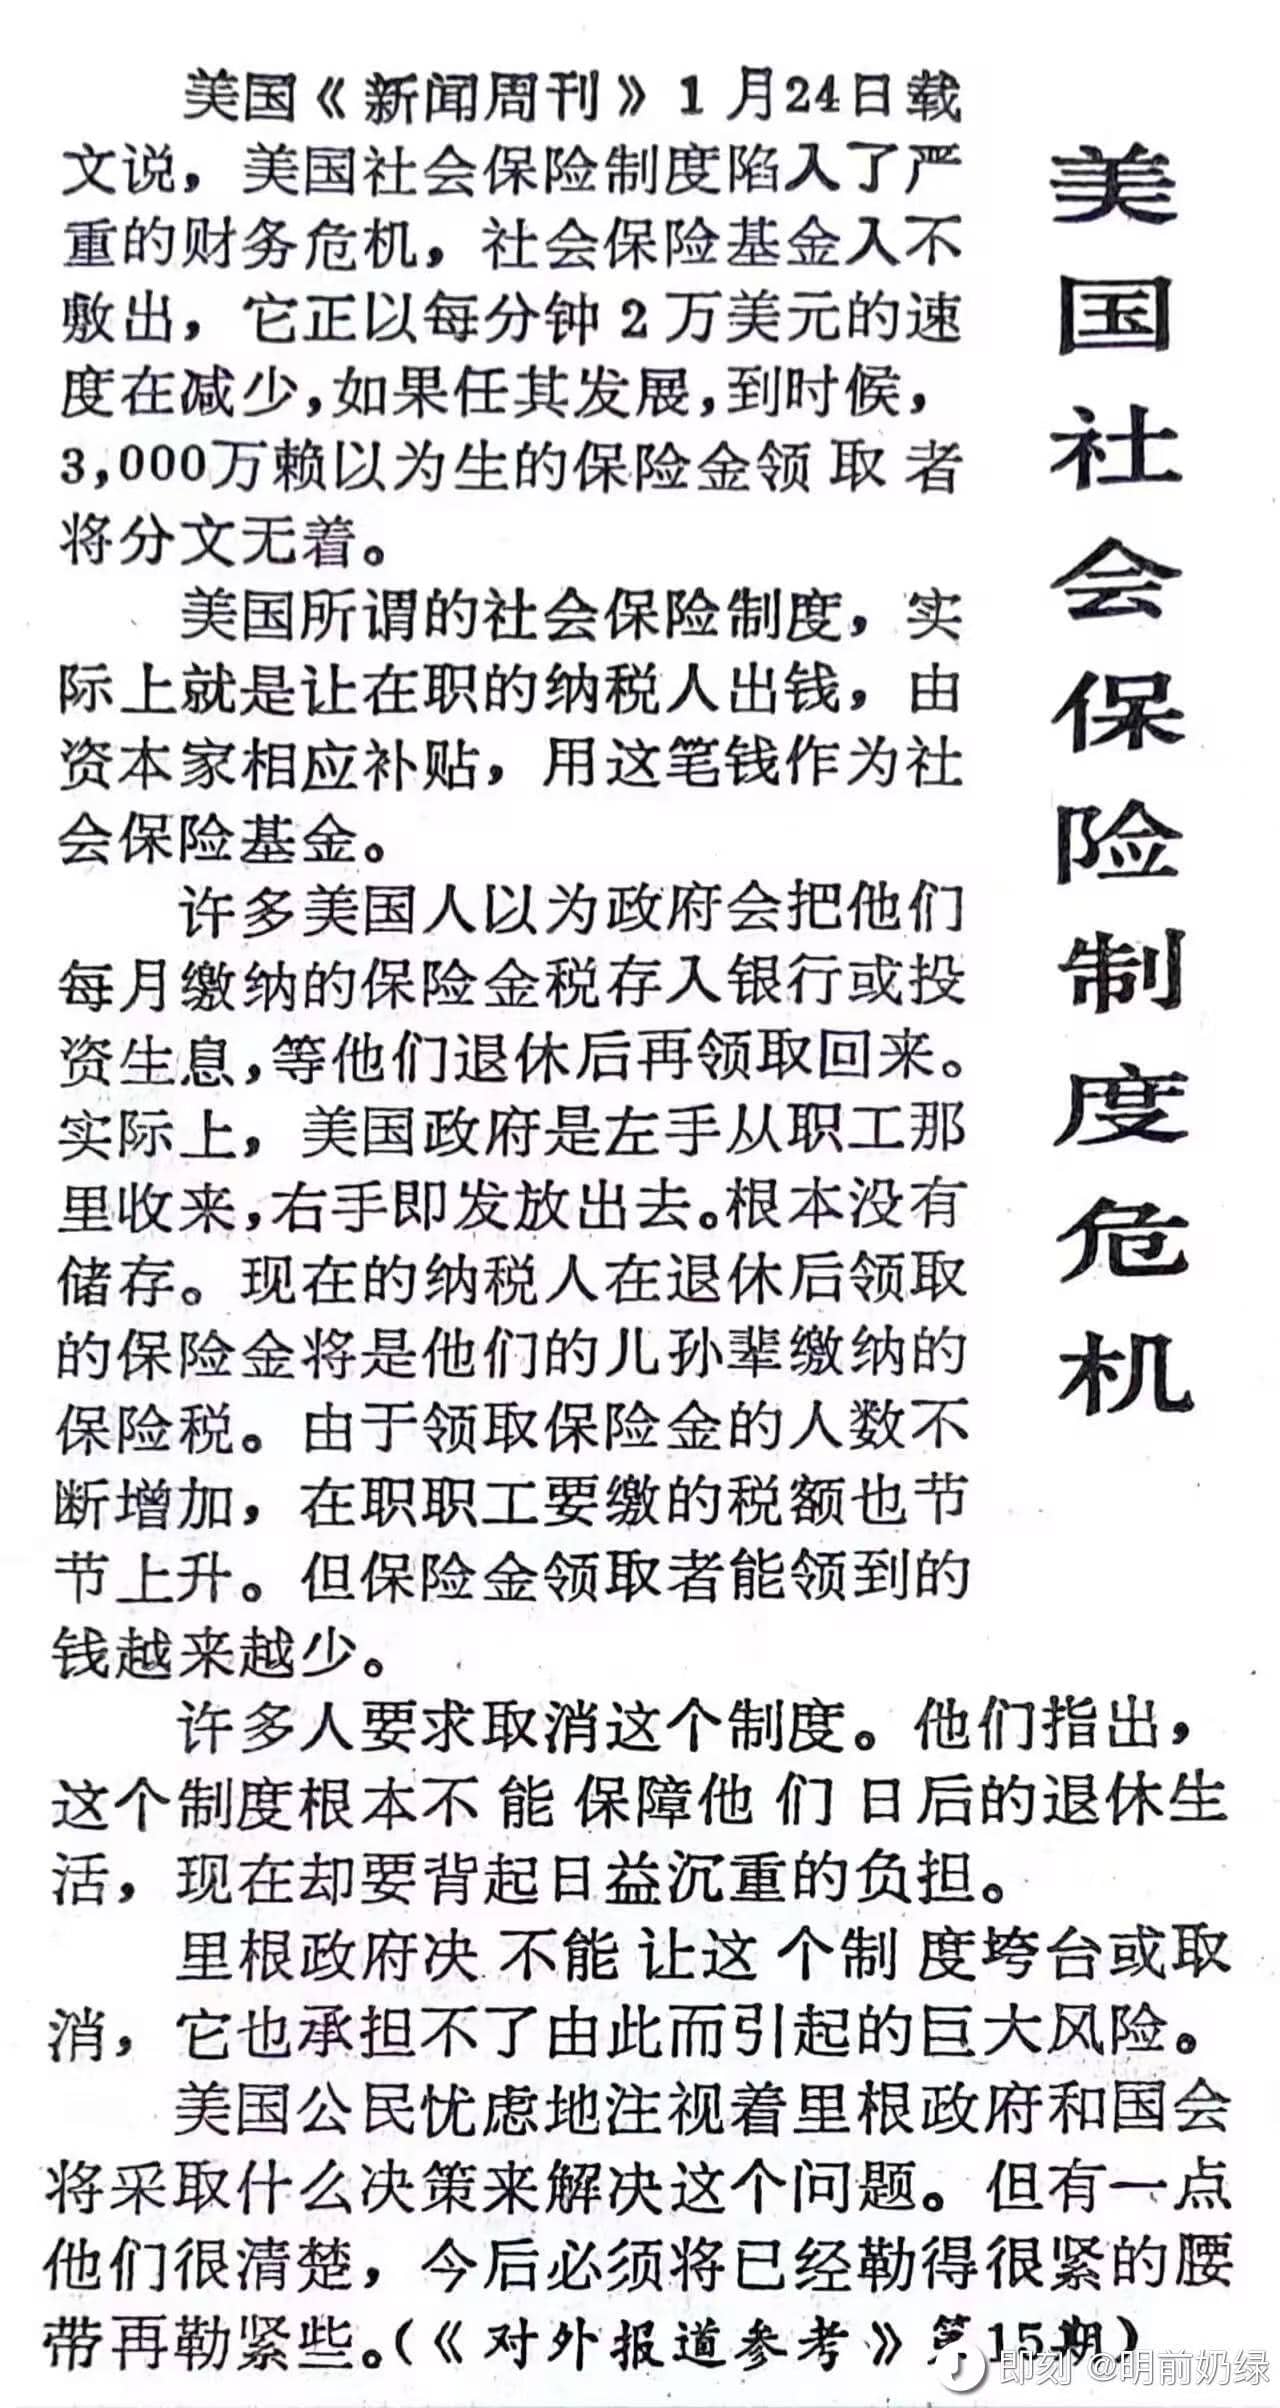 美国社会保险制度危机
美国《新闻周刊》1月24日载
文说，美国社会保险制度陷入了严
重的财务危机，社会保险基金入不
敷出，它正以每分钟2万美元的速
度在减少，如果任其发展，到时候，
3,000万赖以为生的保险金领取者
将分文无着。
美国所谓的社会保险制度，实
际上就是让在职的纳税人出钱，由
资本家相应补贴，用这笔钱作为社
会保险基金。
许多美国人以为政府会把他们
每月缴纳的保险金税存入银行或投
资生息，等他们退休后再领取回来。
实际上，美国政府是左手从职工那
里收来，右手即发放出去。根本没有
储存。现在的纳税人在退休后领取
的保险金将是他们的儿孙辈缴纳的
保险税。由于领取保险金的人数不
断增加，在职职工要缴的税额也节
节上升。但保险金领取者能领到的
钱越来越少。
许多人要求取消这个制度。他们指出，
这个制度根本不能保障他们日后的退休生
活，现在却要背起日益沉重的负担。
里根政府决不能让这个制度垮台或取
消，它也承担不了由此而引起的巨大风险。
美国公民忧虑地注视着里根政府和国会
将采取什么决策来解决这个问题。但有一点
他们很清楚，今后必须将已经勒得很紧的腰
带再勒紧些。（《对外报道参考》第15期）
即刻 @明前奶绿